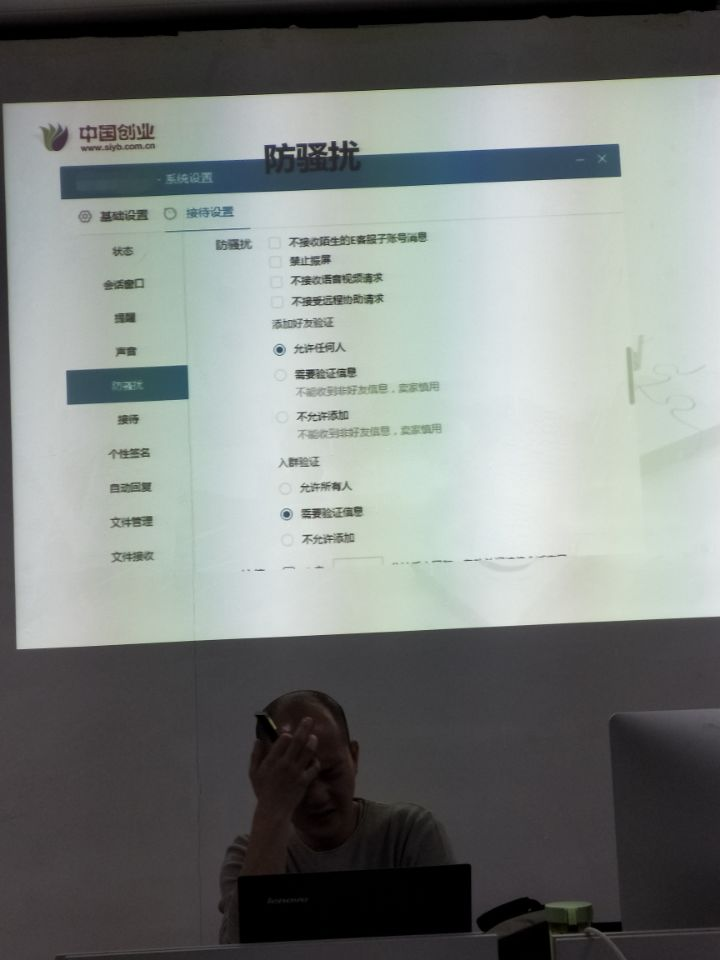 中国创业
www.siyb.com.cn
防骚扰
- 系统设置
基础设置
接待设置
状态
会话窗口
提醒
声音
防骚扰
接待
个性签名
自动回复
文件管理
文件接收
防骚扰
不接收陌生的E客服子账号消息
禁止振屏
不接收语音视频请求
不接受远程协助请求
添加好友验证
允许任何人
需要验证信息
不能收到非好友信息，卖家慎用
不允许添加
不能收到非好友信息，卖家慎用
入群验证
允许所有人
需要验证信息
不允许添加
lenovo